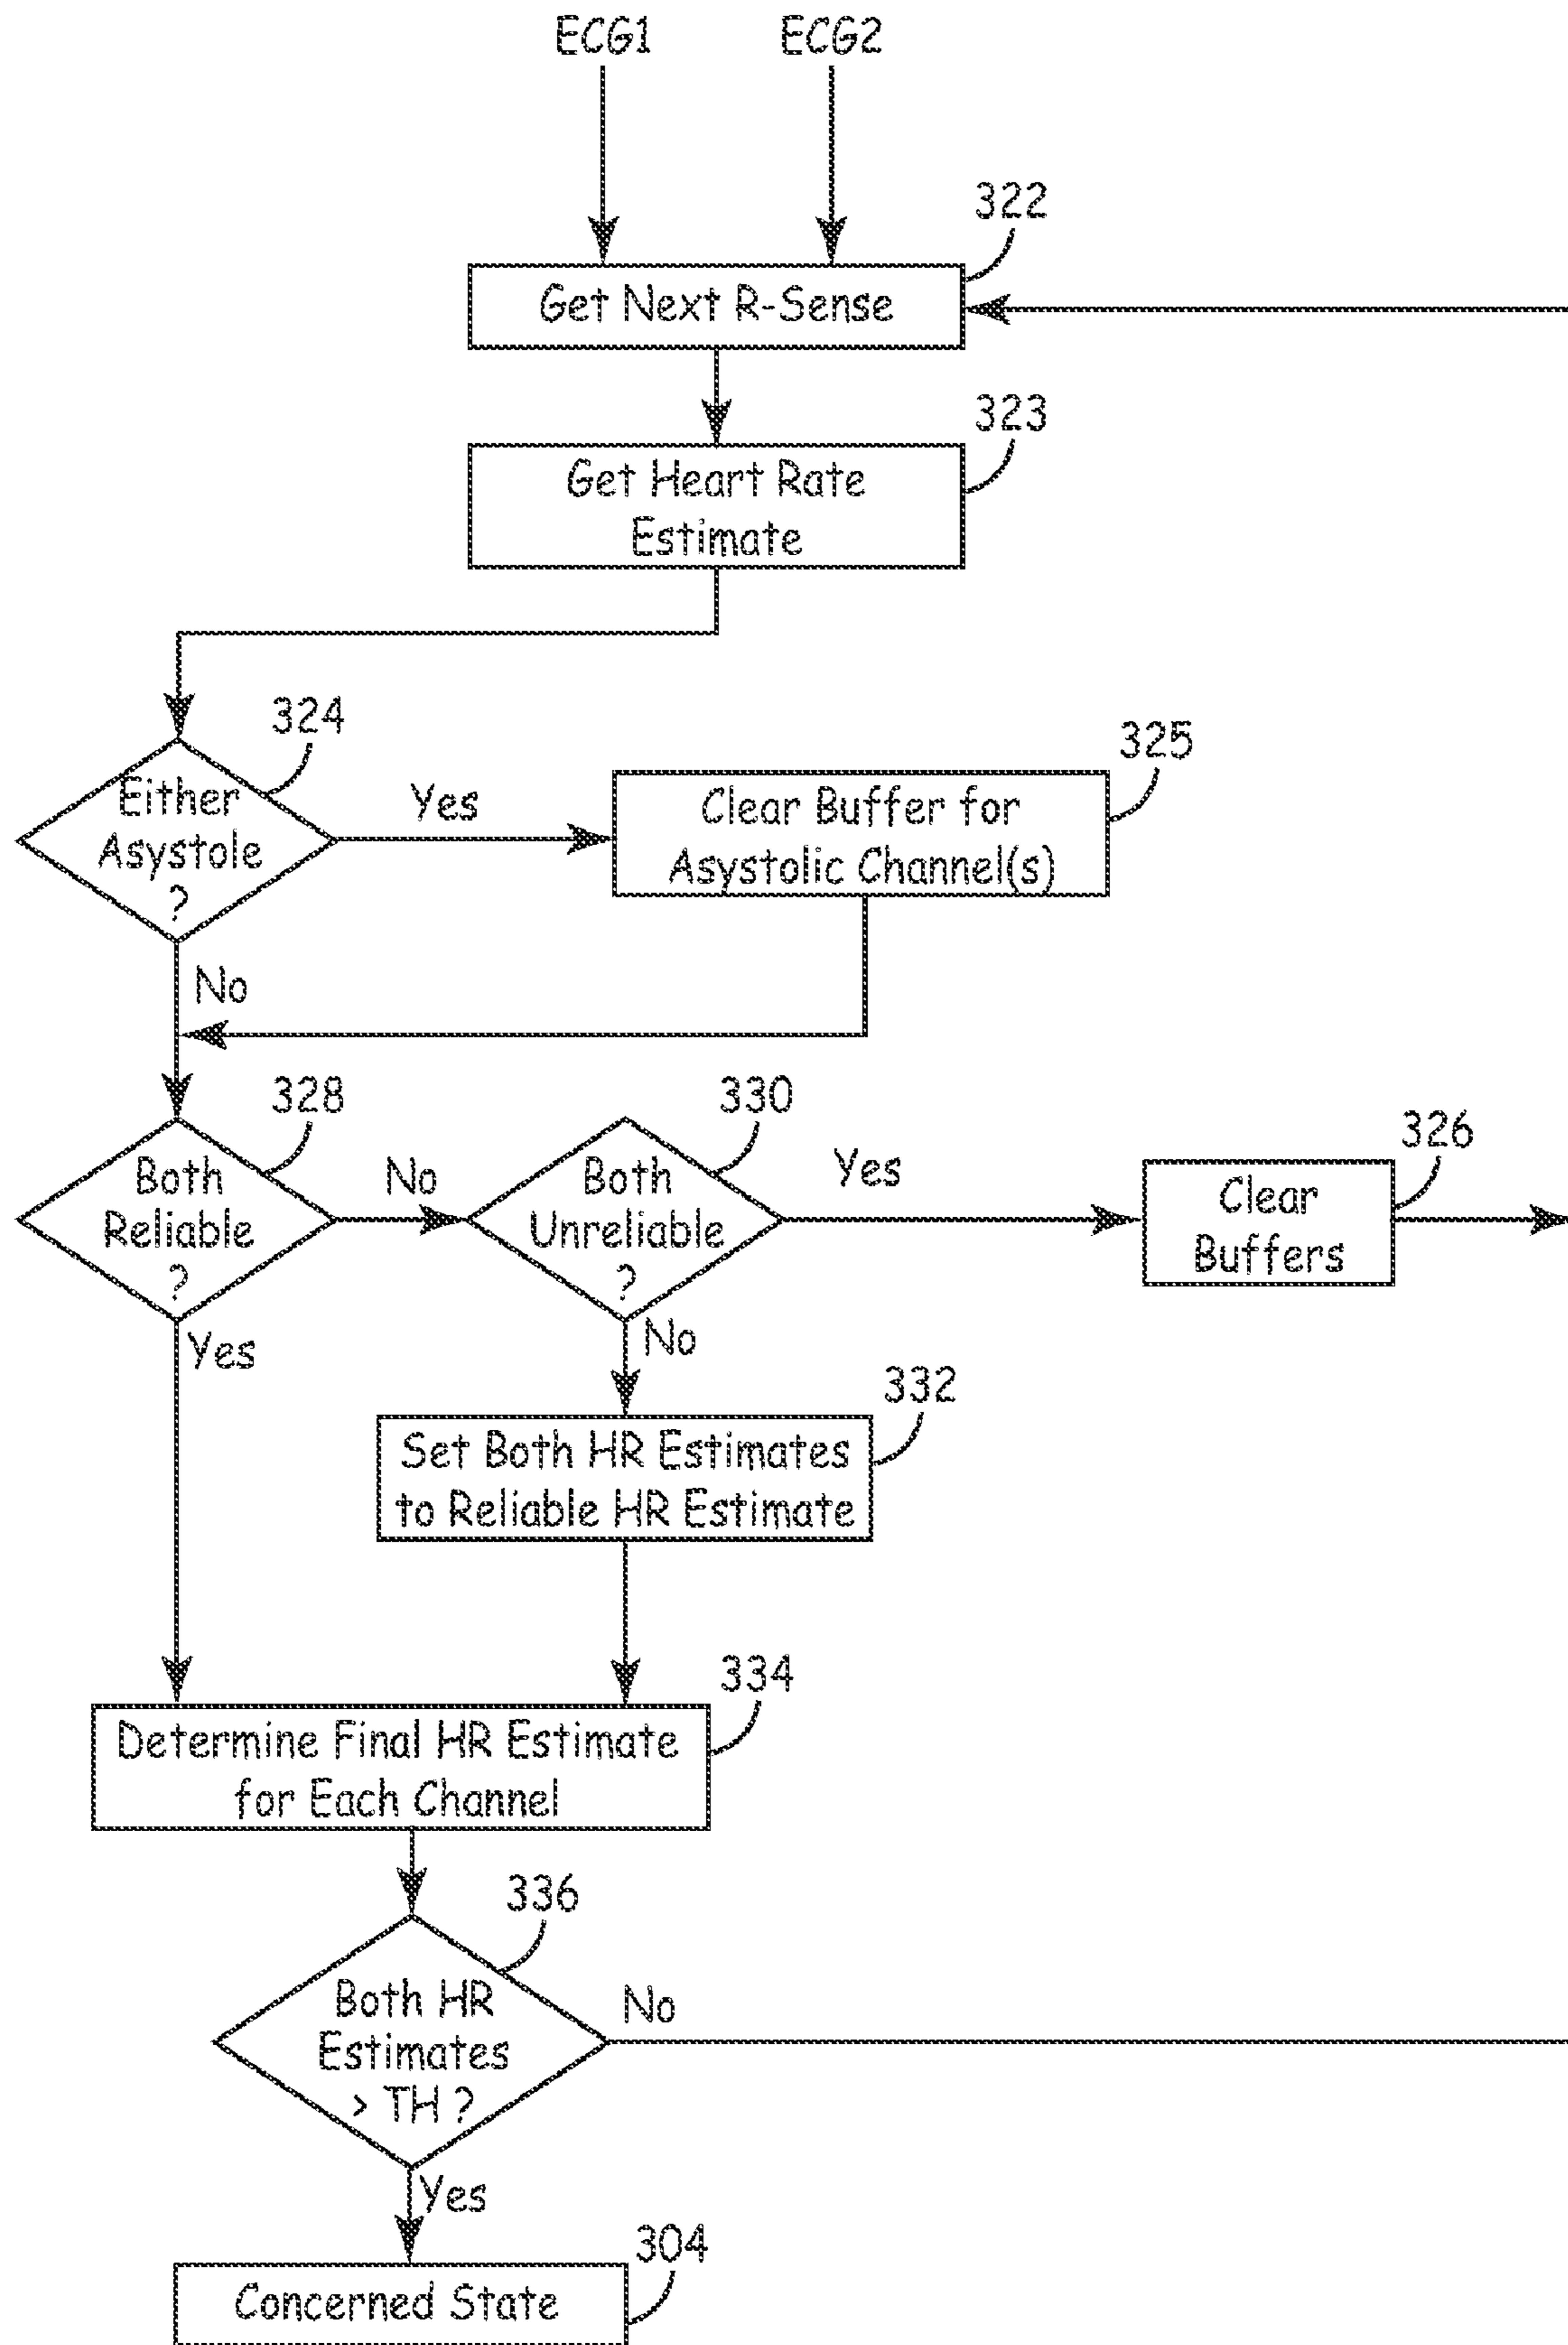 ECG1 ECG2
322
Get Next R-Sense
323
Get Heart Rate
Estimate
324
Either
Asystole
?
Yes
325
Clear Buffer for
Asystolic Channel(s)
No
328
Both
Reliable
?
No
330
Both
Unreliable
?
Yes
326
Clear
Buffers
Yes
No
332
Set Both HR Estimates
to Reliable HR Estimate
334
Determine Final HR Estimate
for Each Channel
336
Both HR
Estimates
> TH ?
No
Yes
304
Concerned State